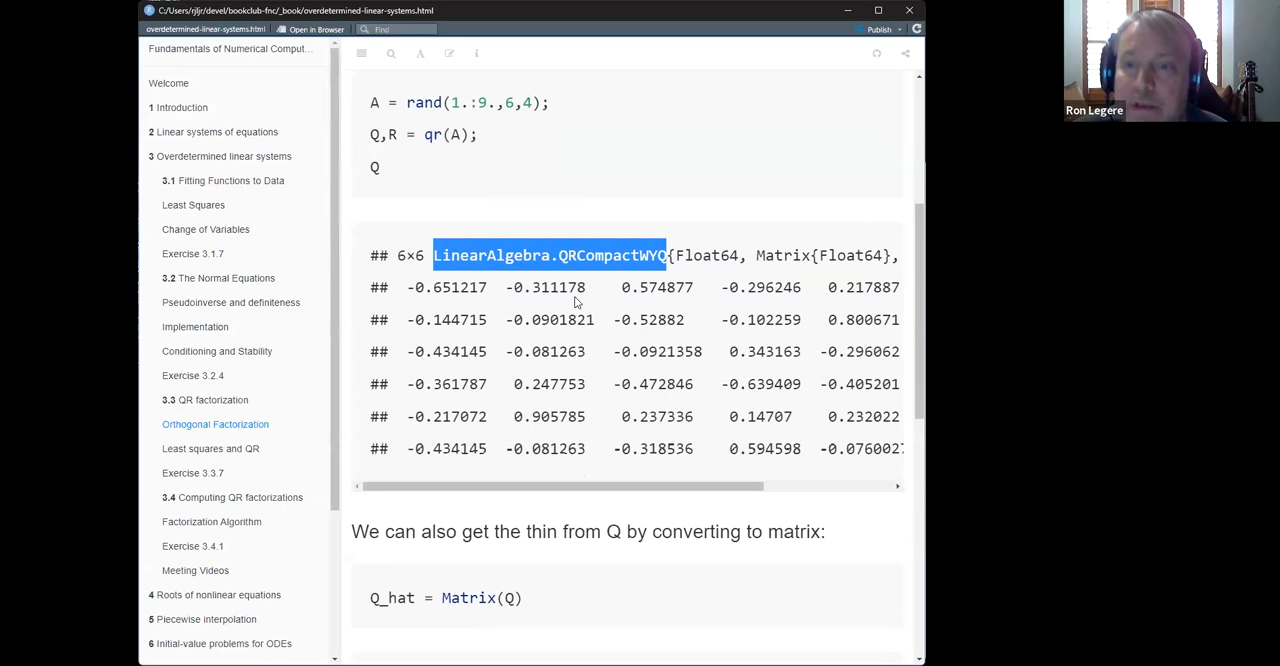 C:/Users/rjljr/devel/bookclub-fnc/_book/overdetermined-linear-systems.html
overdetermined-linear-systems.html
Open in Browser
Find
Publish
Fundamentals of Numerical Comput...
Welcome
1 Introduction
2 Linear systems of equations
3 Overdetermined linear systems
3.1 Fitting Functions to Data
Least Squares
Change of Variables
Exercise 3.1.7
3.2 The Normal Equations
Pseudoinverse and definiteness
Implementation
Conditioning and Stability
Exercise 3.2.4
3.3 QR factorization
Orthogonal Factorization
Least squares and QR
Exercise 3.3.7
3.4 Computing QR factorizations
Factorization Algorithm
Exercise 3.4.1
Meeting Videos
4 Roots of nonlinear equations
5 Piecewise interpolation
6 Initial-value problems for ODEs
A = rand(1.:9.,6,4);
Q,R = qr(A);
Q
## 6×6 LinearAlgebra.QRCompactWYQ{Float64, Matrix{Float64},
## -0.651217 -0.311178 0.574877 -0.296246 0.217887
## -0.144715 -0.0901821 -0.52882 -0.102259 0.800671
## -0.434145 -0.081263 -0.0921358 0.343163 -0.296062
## -0.361787 0.247753 -0.472846 -0.639409 -0.405201
## -0.217072 0.905785 0.237336 0.14707 0.232022
## -0.434145 -0.081263 -0.318536 0.594598 -0.076002
We can also get the thin from Q by converting to matrix:
Q_hat = Matrix(Q)
Ron Legere